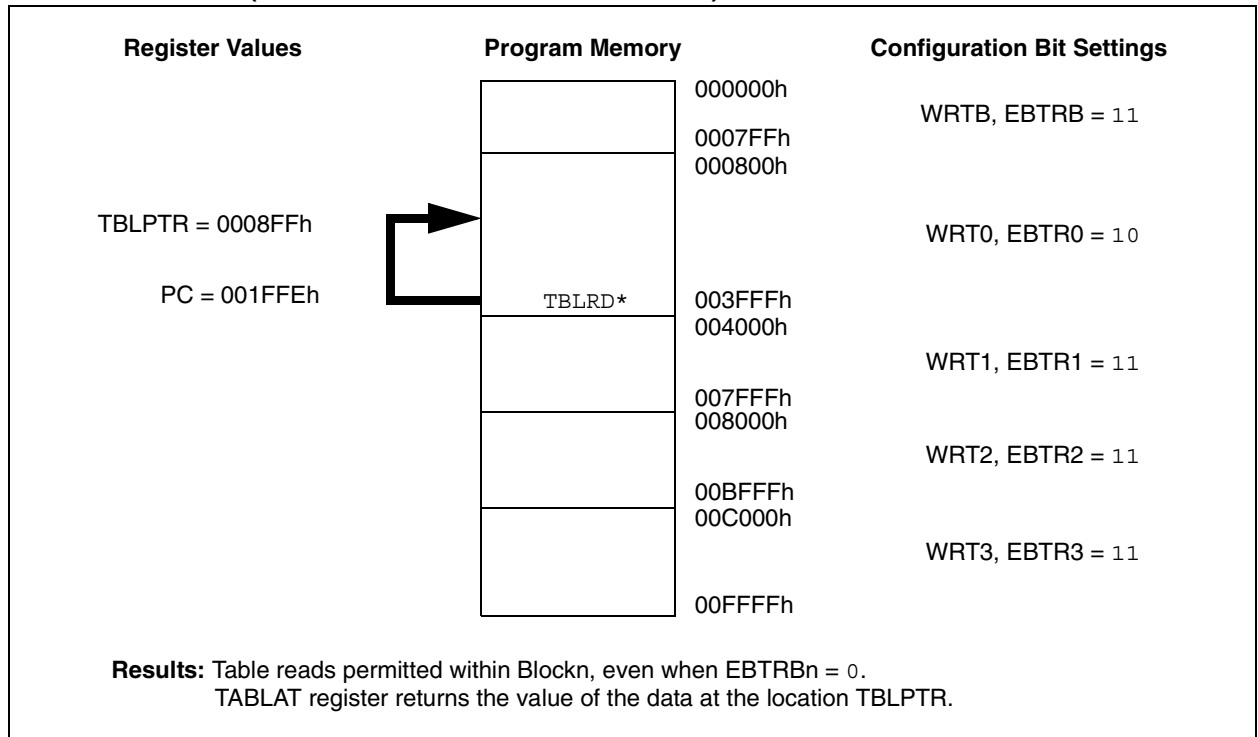 Register Values Program Memory Configuration Bit Settings
000000h
WRTB, EBTRB = 11
0007FFh
000800h
TBLPTR = 0008FFh
WRT0, EBTR0 = 10
PC = 001FFEh
TBLRD*
003FFFh
004000h
WRT1, EBTR1 = 11
007FFFh
008000h
WRT2, EBTR2 = 11
00BFFFh
00C000h
WRT3, EBTR3 = 11
00FFFFh
Results: Table reads permitted within Blockn, even when EBTRBn = 0.
TABLAT register returns the value of the data at the location TBLPTR.